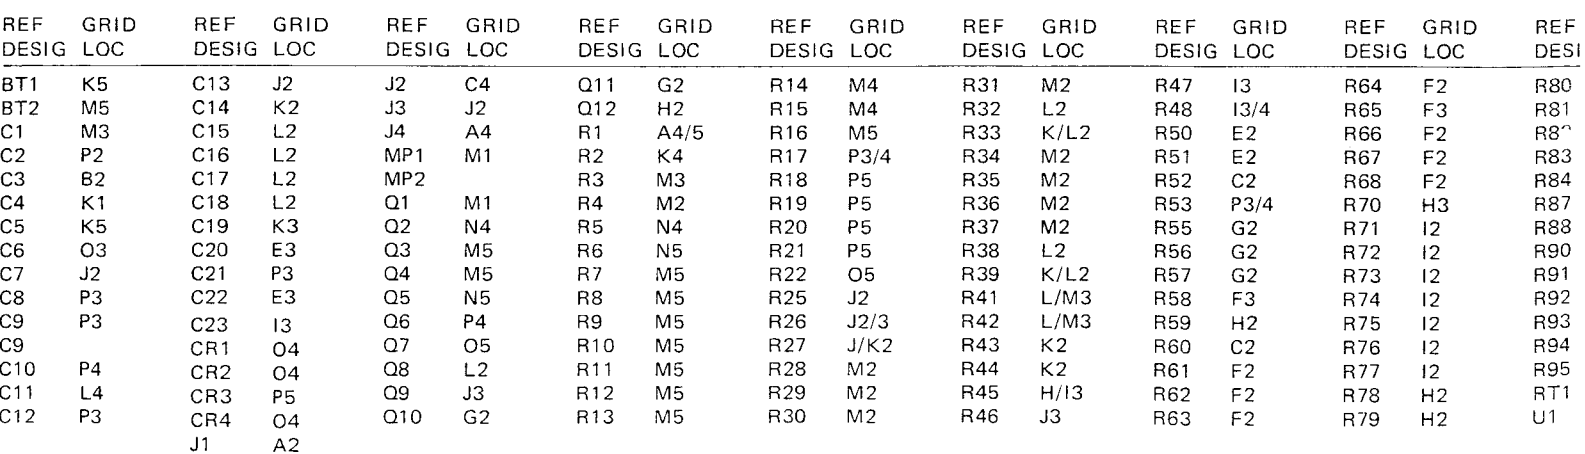 REF GRID REF GRID REF GRID REF GRID REF GRID REF GRID REF GRID REF GRID REF
DESIG LOC DESIG LOC DESIG LOC DESIG LOC DESIG LOC DESIG LOC DESIG LOC DESIG LOC DESI
BT1 K5 C13 J2 J2 C4 Q11 G2 R14 M4 R31 M2 R47 I3 R64 F2 R80
BT2 M5 C14 K2 J3 J2 Q12 H2 R15 M4 R32 L2 R48 I3/4 R65 F3 R81
C1 M3 C15 L2 J4 A4 R1 A4/5 R16 M5 R33 K/L2 R50 E2 R66 F2
C2 P2 C16 L2 MP1 M1 R2 K4 R17 P3/4 R34 M2 R51 E2 R67 F2 R83
C3 B2 C17 L2 MP2 R3 M3 R18 P5 R35 M2 R52 C2 R68 F2 R84
C4 K1 C18 L2 Q1 M1 R4 M2 R19 P5 R36 M2 R53 P3/4 R70 H3 R87
C5 K5 C19 K3 Q2 N4 R5 N4 R20 P5 R37 M2 R55 G2 R71 I2 R88
C6 O3 C20 E3 Q3 M5 R6 N5 R21 P5 R38 L2 R56 G2 R72 I2 R90
C7 J2 C21 P3 Q4 M5 R7 M5 R22 O5 R39 K/L2 R57 G2 R73 I2 R91
C8 P3 C22 E3 Q5 N5 R8 M5 R25 J2 R41 L/M3 R58 F3 R74 I2 R92
C9 P3 C23 I3 Q6 P4 R9 M5 R26 J2/3 R42 L/M3 R59 H2 R75 I2 R93
C9 CR1 O4 Q7 O5 R10 M5 R27 J/K2 R43 K2 R60 C2 R76 I2 R94
C10 P4 CR2 O4 Q8 L2 R11 M5 R28 M2 R44 K2 R61 F2 R77 I2 R95
C11 L4 CR3 P5 Q9 J3 R12 M5 R29 M2 R45 H/I3 R62 F2 R78 H2 RT1
C12 P3 CR4 O4 Q10 G2 R13 M5 R30 M2 R46 J3 R63 F2 R79 H2 U1
J1 A2